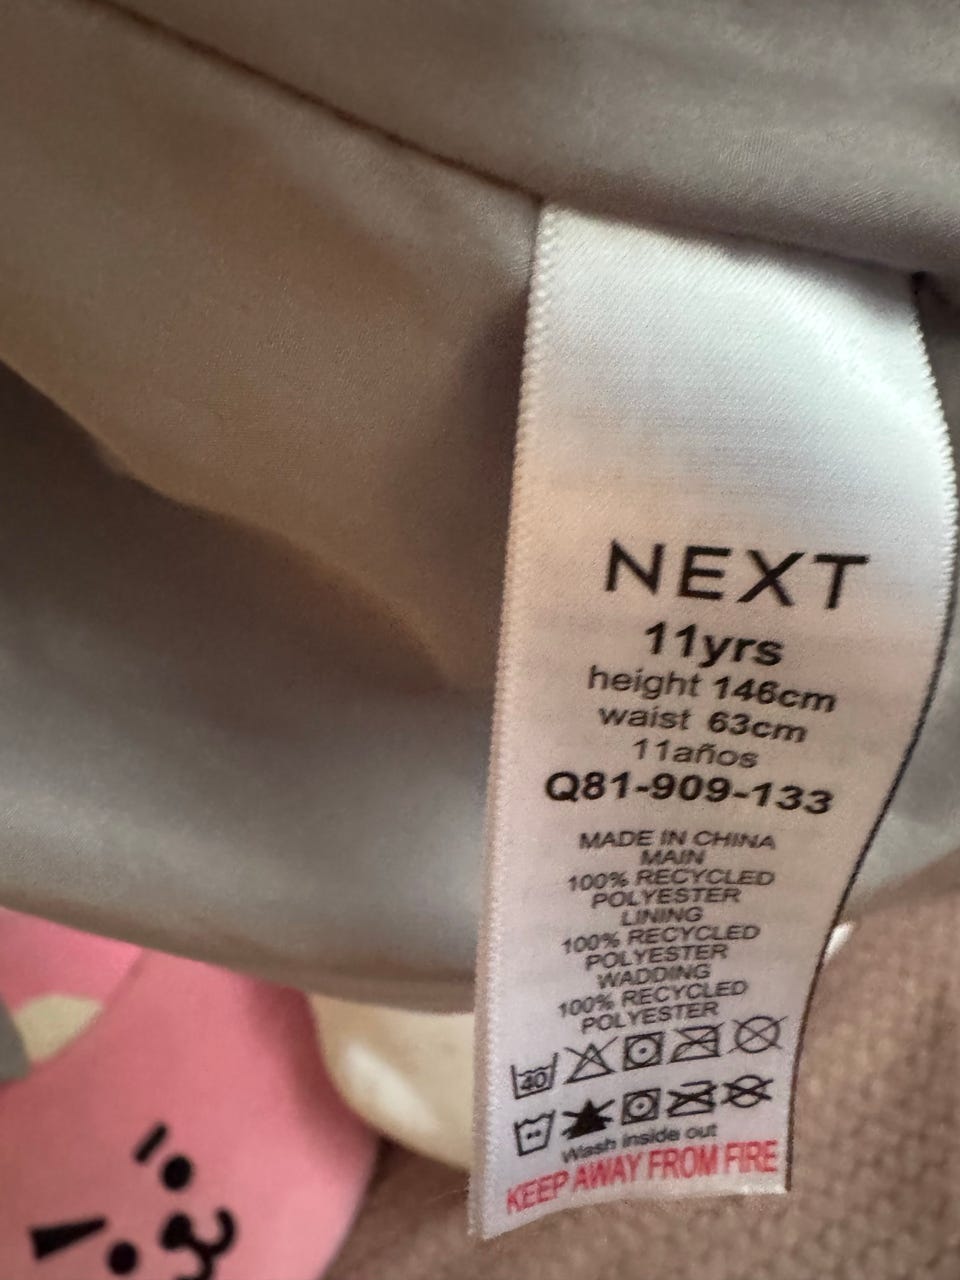 NEXT
11yrs
height 146cm
waist 63cm
11años
Q81-909-133
MADE IN CHINA
MAIN
100% RECYCLED
POLYESTER
LINING
100% RECYCLED
POLYESTER
WADDING
100% RECYCLED
POLYESTER
40
Wash inside out
KEEP AWAY FROM FIRE